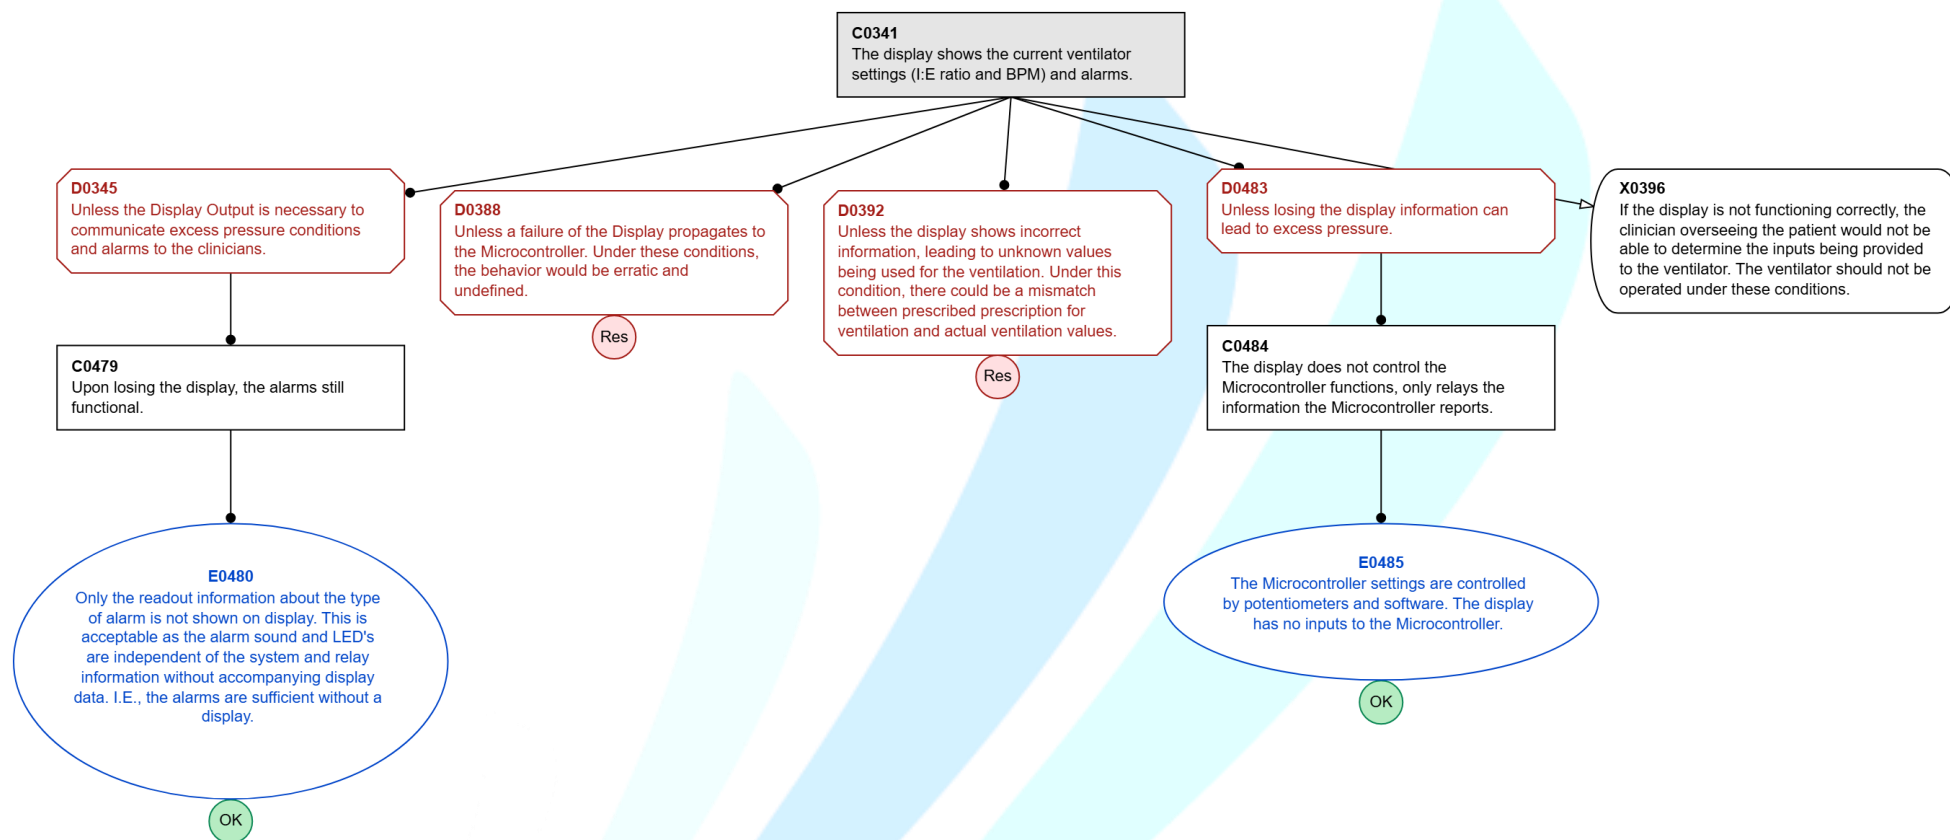 C0341
The display shows the current ventilator
settings (I:E ratio and BPM) and alarms.
D0345
Unless the Display Output is necessary to
communicate excess pressure conditions
and alarms to the clinicians.
D0388
Unless a failure of the Display propagates to
the Microcontroller. Under these conditions,
the behavior would be erratic and
undefined.
Res
D0392
Unless the display shows incorrect
information, leading to unknown values
being used for the ventilation. Under this
condition, there could be a mismatch
between prescribed prescription for
ventilation and actual ventilation values.
Res
D0483
Unless losing the display information can
lead to excess pressure.
X0396
If the display is not functioning correctly, the
clinician overseeing the patient would not be
able to determine the inputs being provided
to the ventilator. The ventilator should not be
operated under these conditions.
C0479
Upon losing the display, the alarms still
functional.
C0484
The display does not control the
Microcontroller functions, only relays the
information the Microcontroller reports.
E0480
Only the readout information about the type
of alarm is not shown on display. This is
acceptable as the alarm sound and LED's
are independent of the system and relay
information without accompanying display
data. I.E., the alarms are sufficient without a
display.
OK
E0485
The Microcontroller settings are controlled
by potentiometers and software. The display
has no inputs to the Microcontroller.
OK